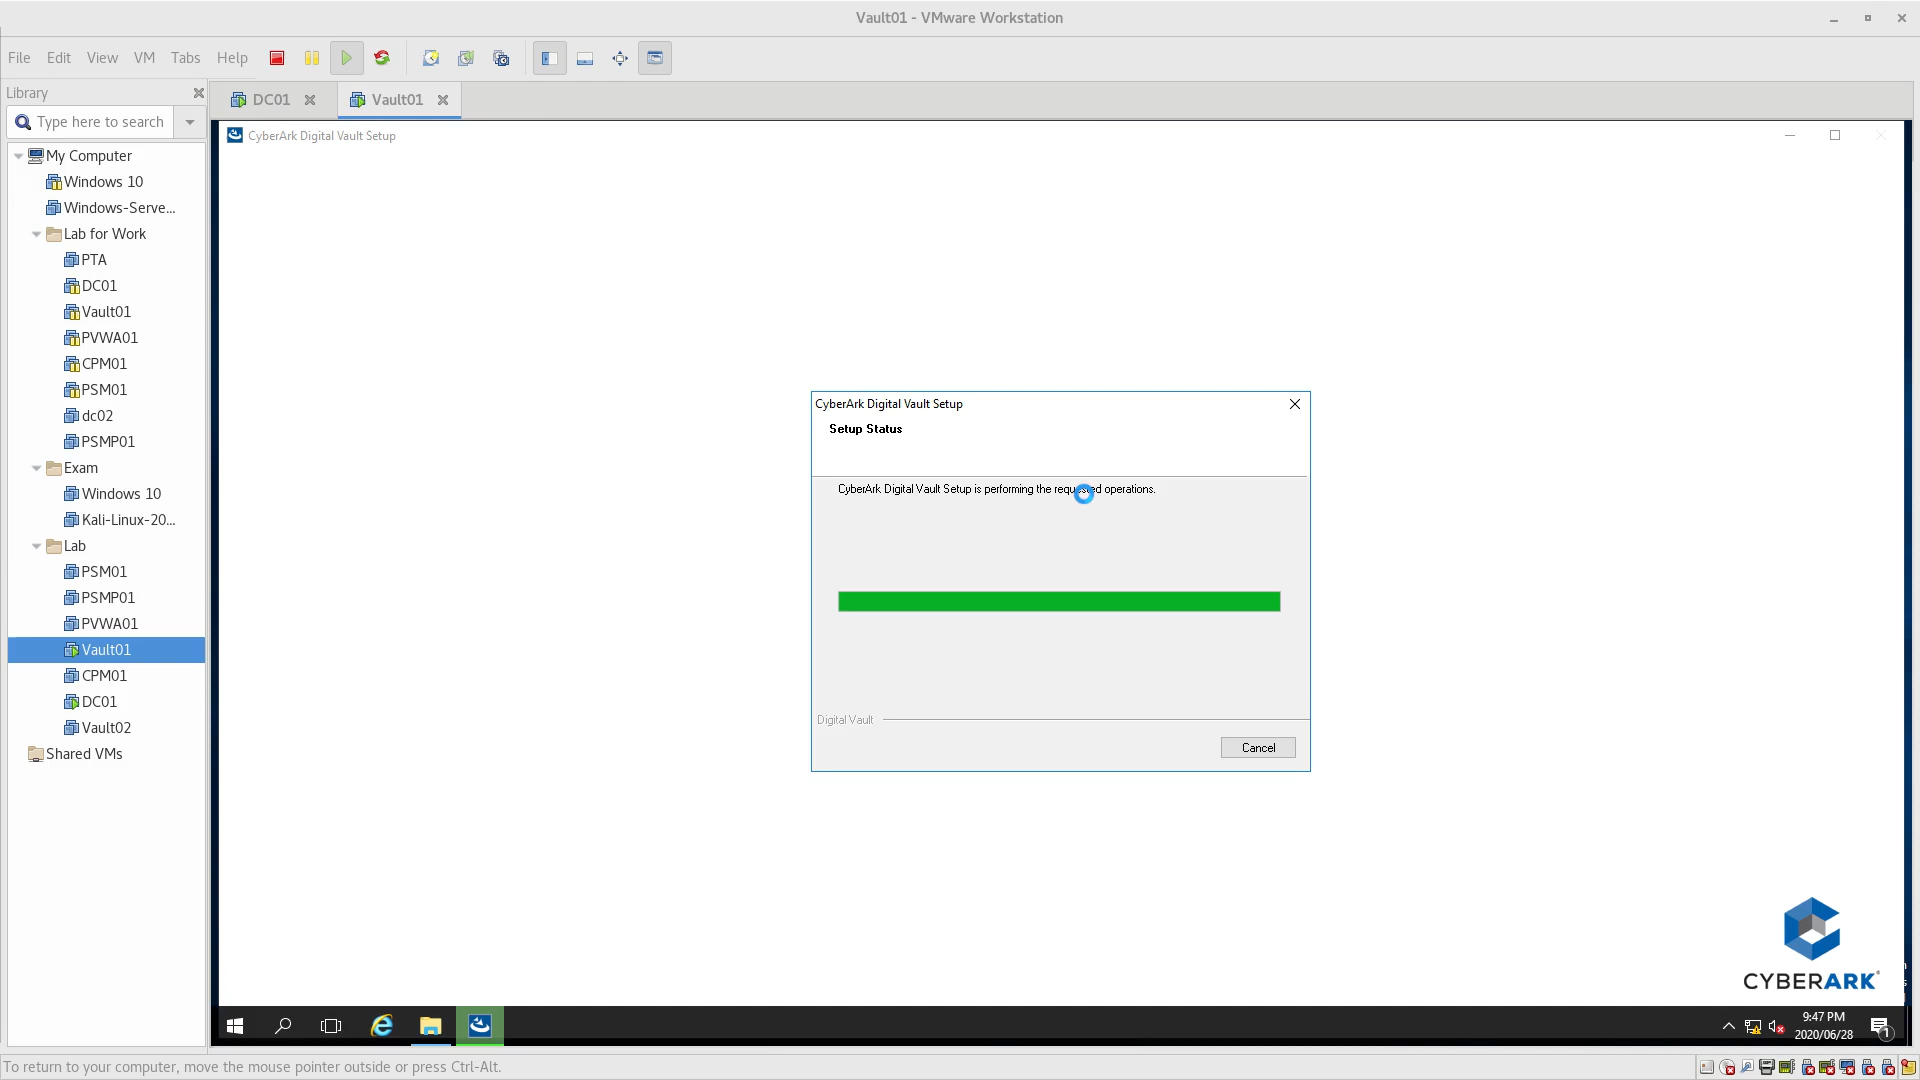 Vault01 - VMware Workstation
File Edit View VM Tabs Help
Library
DC01
Vault01
Type here to search
CyberArk Digital Vault Setup
My Computer
Windows 10
Windows-Serve...
Lab for Work
PTA
DC01
Vault01
PVWA01
CPM01
PSM01
dc02
PSMP01
Exam
Windows 10
Kali-Linux-20...
Lab
PSM01
PSMP01
PVWA01
Vault01
CPM01
DC01
Vault02
Shared VMs
CyberArk Digital Vault Setup
Setup Status
CyberArk Digital Vault Setup is performing the requested operations.
Digital Vault
Cancel
CYBERARK
9:47 PM
2020/06/28
1
To return to your computer, move the mouse pointer outside or press Ctrl-Alt.